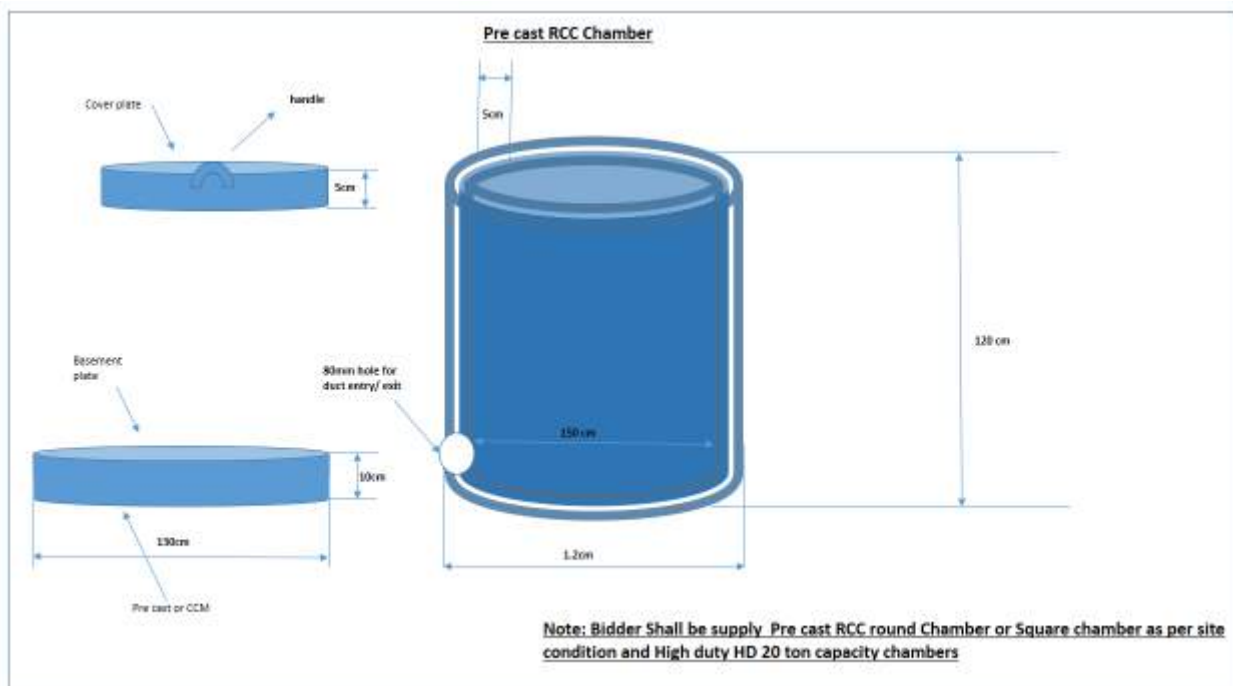 Pre cast RCC Chamber
Cover plate
handle
5cm
5cm
120 cm
Basement
plate
80mm hole for
duct entry/ exit
150 cm
10cm
130cm
1.2cm
Pre cast or CCM
Note: Bidder Shall be supply Pre cast RCC round Chamber or Square chamber as per site
condition and High duty HD 20 ton capacity chambers